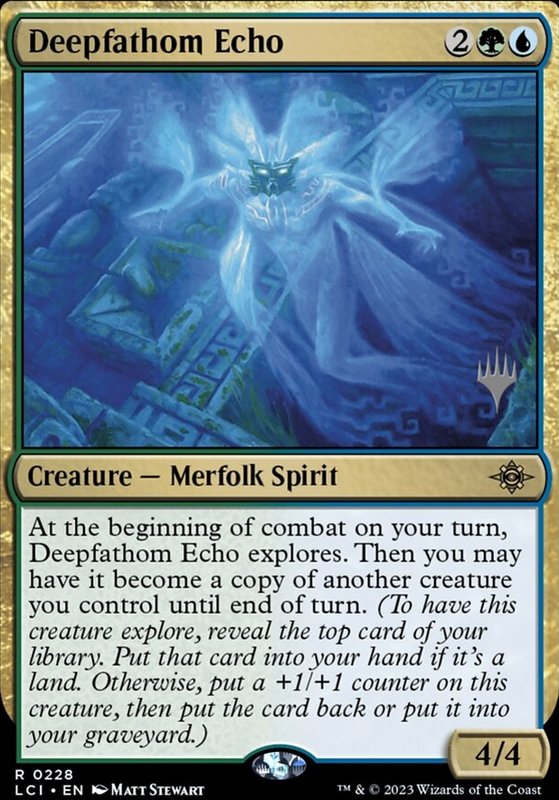 Deepfathom Echo 2
Creature — Merfolk Spirit
At the beginning of combat on your turn,
Deepfathom Echo explores. Then you may
have it become a copy of another creature
you control until end of turn. (To have this
creature explore, reveal the top card of your
library. Put that card into your hand if it's a
land. Otherwise, put a +1/+1 counter on this
creature, then put the card back or put it into
your graveyard.)
4/4
R 0228
LCI • EN Matt Stewart
™ & © 2023 Wizards of the Coast